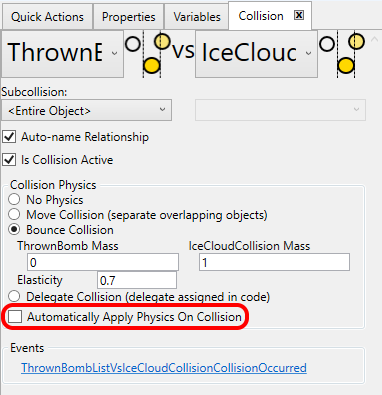 Quick Actions Properties Variables Collision X
ThrownB vs IceClouc
Subcollision:
<Entire Object>
Auto-name Relationship
Is Collision Active
Collision Physics
No Physics
Move Collision (separate overlapping objects)
Bounce Collision
ThrownBomb Mass IceCloudCollision Mass
0 1
Elasticity 0.7
Delegate Collision (delegate assigned in code)
Automatically Apply Physics On Collision
Events
ThrownBombListVsIceCloudCollisionCollisionOccurred